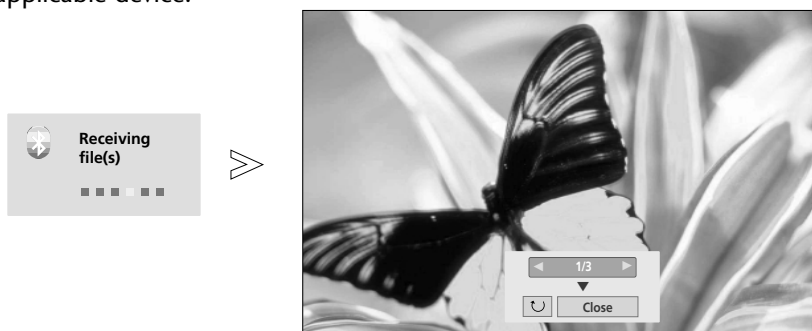 applicable device.
Receiving
file(s)
1/3
Close